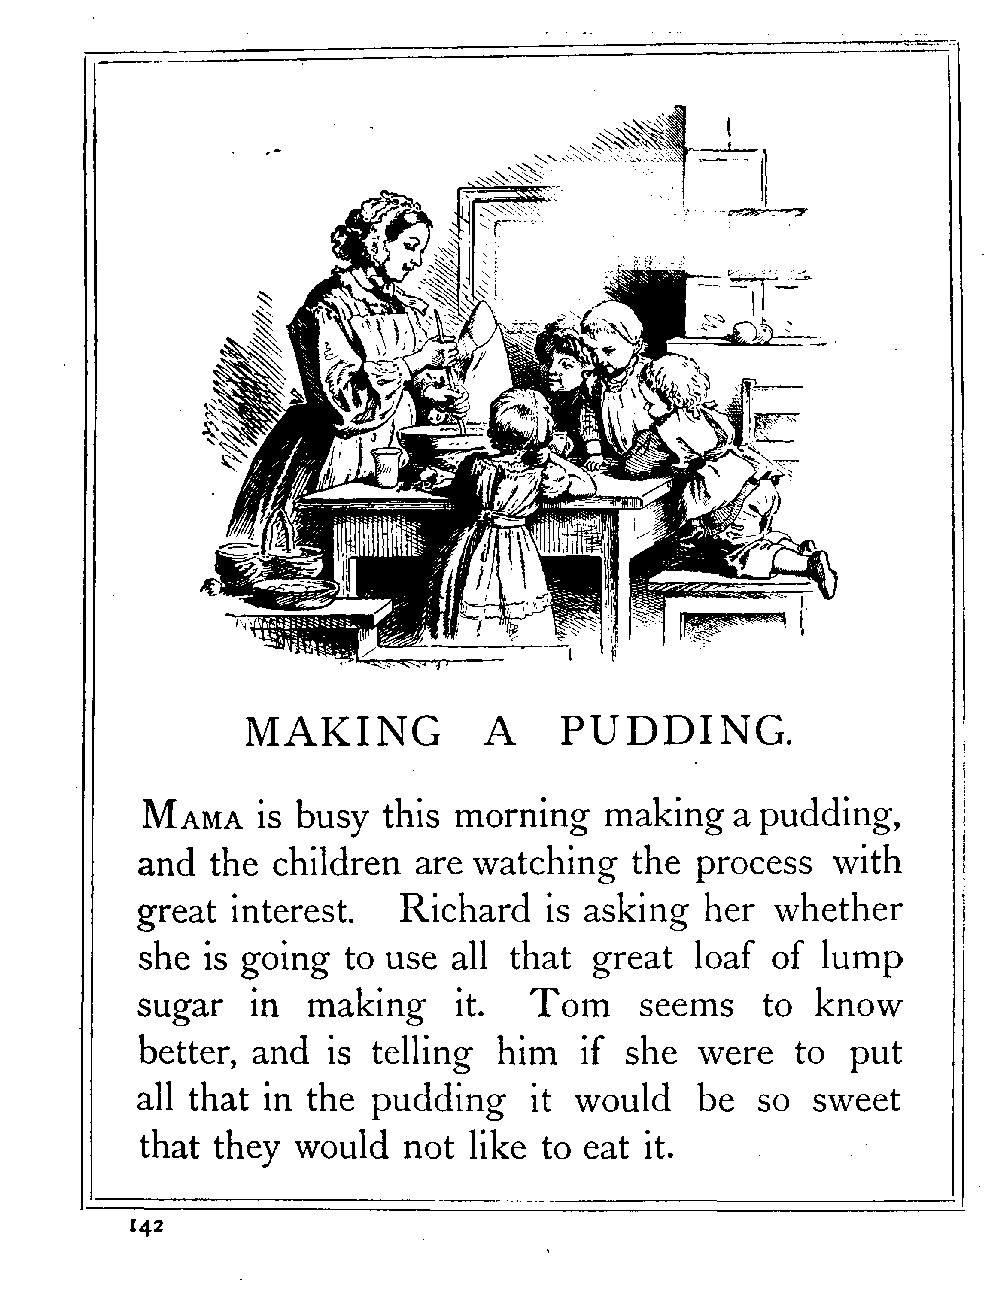 MAKING A PUDDING.
MAMA is busy this morning making a pudding,
and the children are watching the process with
great interest. Richard is asking her whether
she is going to use all that great loaf of lump
sugar in making it. Tom seems to know
better, and is telling him if she were to put
all that in the pudding it would be so sweet
that they would not like to eat it.
142